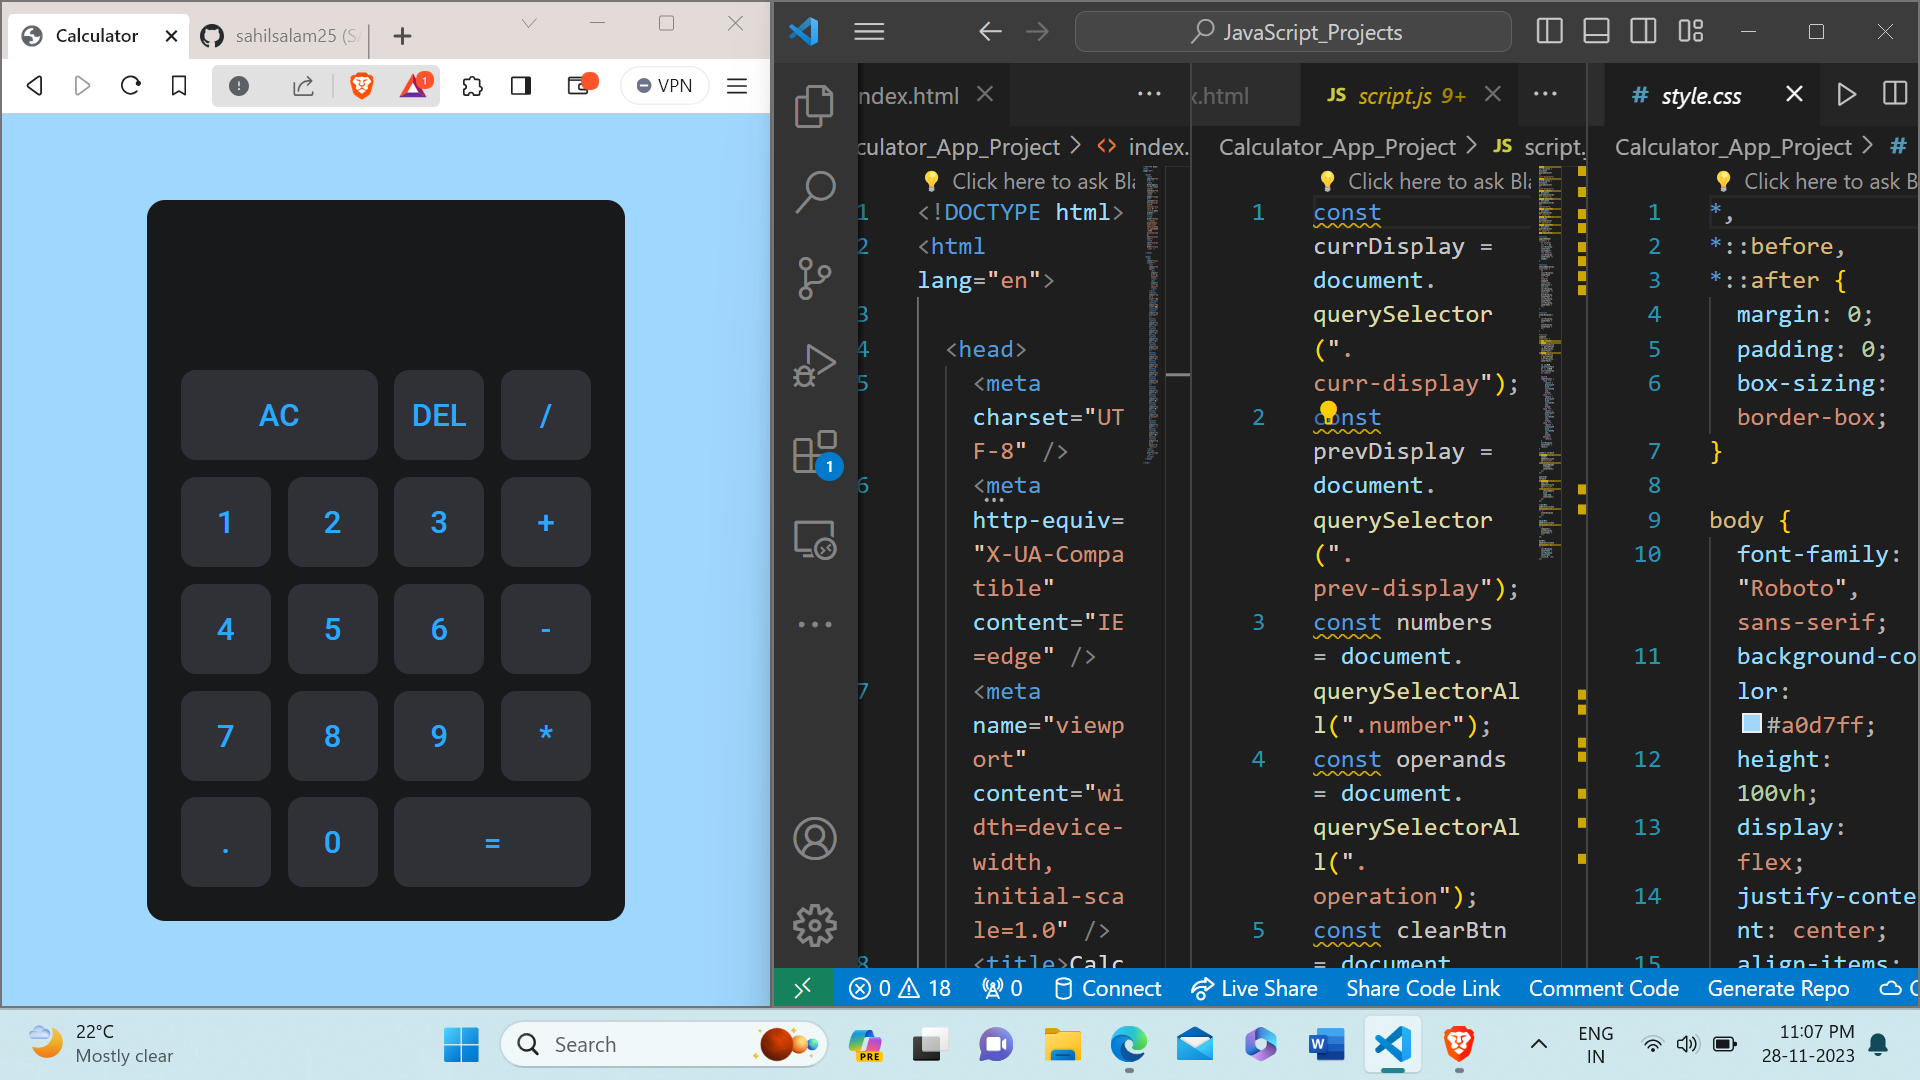 Calculator
sahilsalam25 (SA
1
VPN
AC DEL /
1 2 3 +
4 5 6 -
7 8 9 *
. 0 =
JavaScript_Projects
ndex.html
culator_App_Project > <> index.
Click here to ask Bla
1 <!DOCTYPE html>
2 <html
lang="en">
3
4 <head>
5 <meta
charset="UT
F-8" />
6 <meta
http-equiv=
"X-UA-Compa
tible"
content="IE
=edge" />
7 <meta
name="viewp
ort"
content="wi
dth=device-
width,
initial-sca
le=1.0" />
8 <title>Calc
.html
JS script.js 9+
Calculator_App_Project > JS script.
Click here to ask Bla
1 const
currDisplay =
document.
querySelector
(".
curr-display");
2 const
prevDisplay =
document.
querySelector
(".
prev-display");
3 const numbers
= document.
querySelectorAl
l(".number");
4 const operands
= document.
querySelectorAl
l(".
operation");
5 const clearBtn
= document.
# style.css
Calculator_App_Project > #
Click here to ask B
1 *,
2 *::before,
3 *::after {
4 margin: 0;
5 padding: 0;
6 box-sizing:
border-box;
7 }
8
9 body {
10 font-family:
"Roboto",
sans-serif;
11 background-co
lor:
#a0d7ff;
12 height:
100vh;
13 display:
flex;
14 justify-conte
nt: center;
15 align-items:
1
0 18 0 Connect Live Share Share Code Link Comment Code Generate Repo
22°C
Mostly clear
Search
PRE
ENG
IN
11:07 PM
28-11-2023